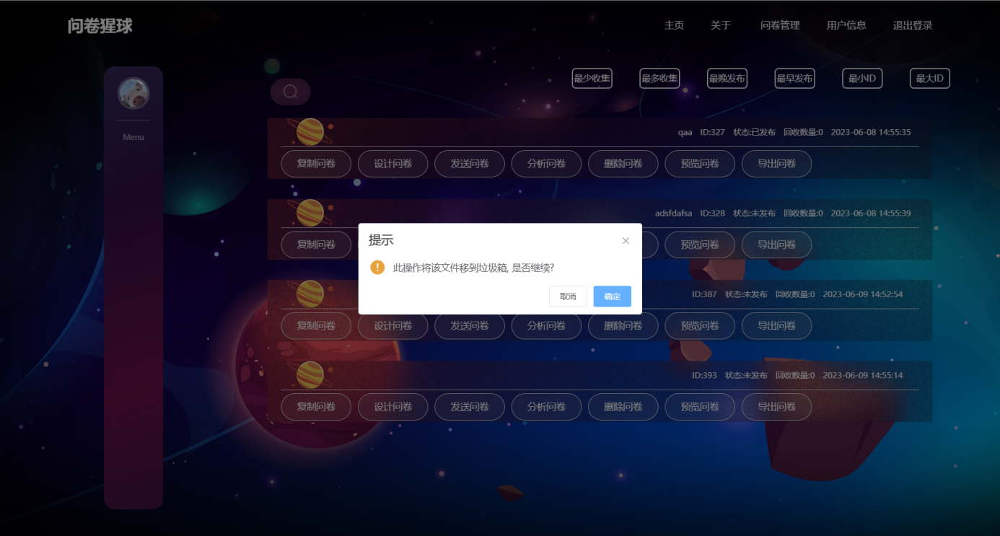 问卷猩球 主页 关于 问卷管理 用户信息 退出登录
最少收集 最多收集 最晚发布 最早发布 最小ID 最大ID
Menu
qaa ID:327 状态:已发布 回收数量:0 2023-06-08 14:55:35
复制问卷 设计问卷 发送问卷 分析问卷 删除问卷 预览问卷 导出问卷
adsfdafsa ID:328 状态:未发布 回收数量:0 2023-06-08 14:55:39
复制问卷 预览问卷 导出问卷
提示
此操作将该文件移到垃圾箱, 是否继续?
取消 确定
ID:387 状态:未发布 回收数量:0 2023-06-09 14:52:54
复制问卷 设计问卷 发送问卷 分析问卷 删除问卷 预览问卷 导出问卷
ID:393 状态:未发布 回收数量:0 2023-06-09 14:55:14
复制问卷 设计问卷 发送问卷 分析问卷 删除问卷 预览问卷 导出问卷